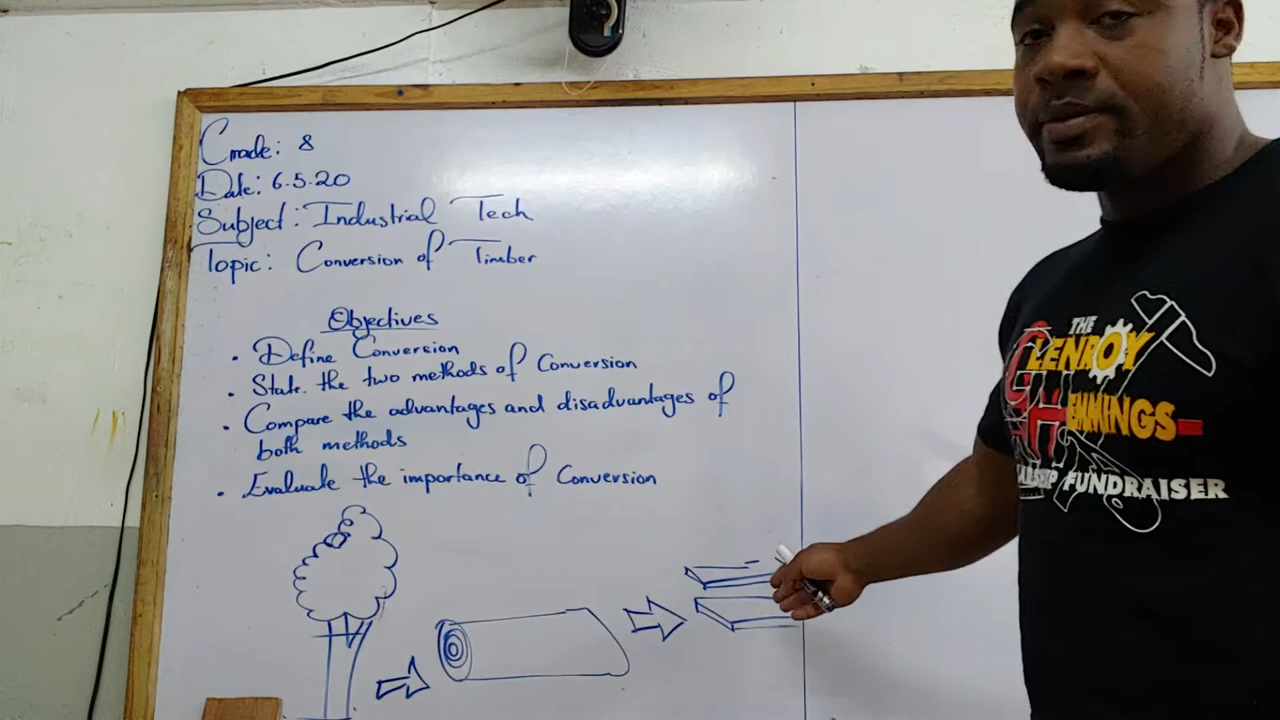 Grade: 8
Date: 6.5.20
Subject: Industrial Tech
Topic: Conversion of Timber
Objectives
• Define Conversion
• State the two methods of Conversion
• Compare the advantages and disadvantages of
both methods
• Evaluate the importance of Conversion
THE
GLENROY
HEMMINGS
FUNDRAISER